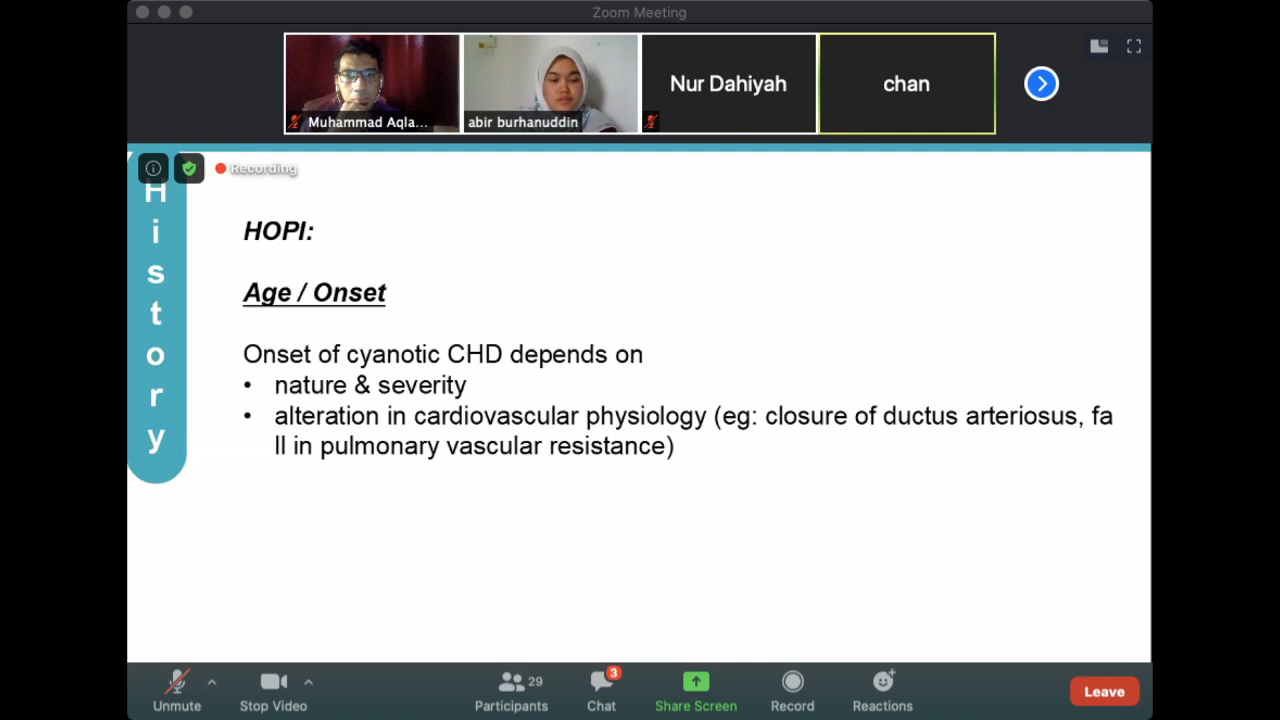 Zoom Meeting
Muhammad Aqla...
abir burhanuddin
Nur Dahiyah
chan
Recording
History
HOPI:
Age / Onset
Onset of cyanotic CHD depends on
• nature & severity
• alteration in cardiovascular physiology (eg: closure of ductus arteriosus, fa
ll in pulmonary vascular resistance)
Unmute
Stop Video
Participants
29
Chat
3
Share Screen
Record
Reactions
Leave